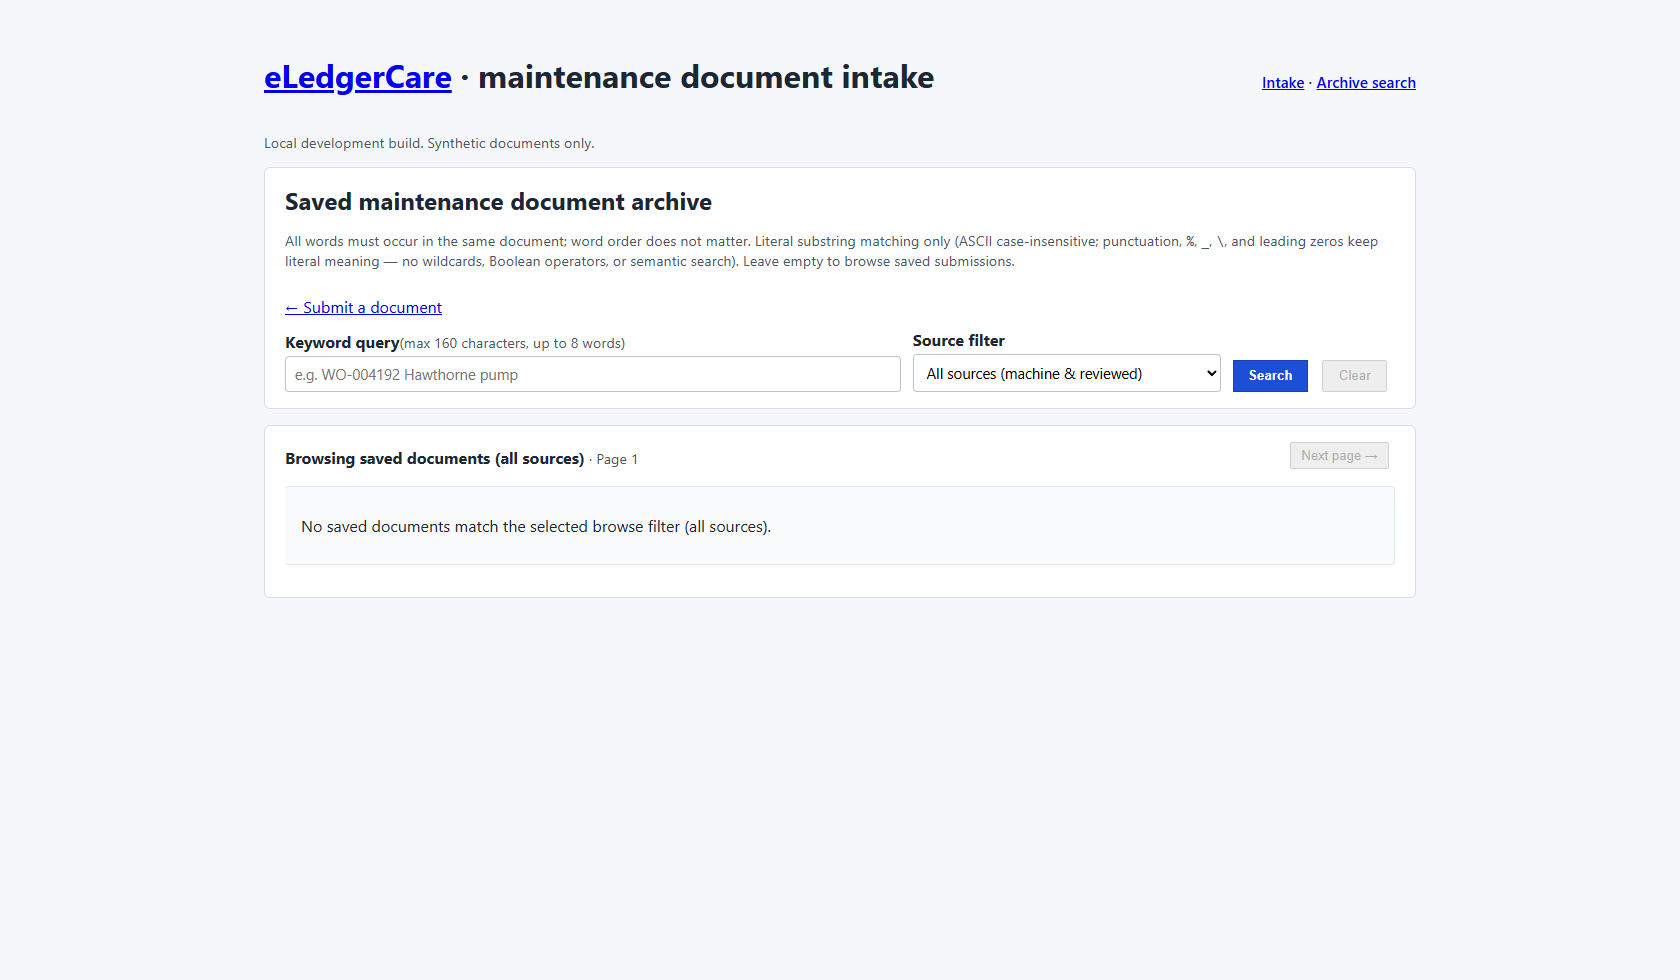 eLedgerCare · maintenance document intake
Intake · Archive search
Local development build. Synthetic documents only.
Saved maintenance document archive
All words must occur in the same document; word order does not matter. Literal substring matching only (ASCII case-insensitive; punctuation, %, _, \, and leading zeros keep
literal meaning — no wildcards, Boolean operators, or semantic search). Leave empty to browse saved submissions.
← Submit a document
Keyword query(max 160 characters, up to 8 words)
Source filter
e.g. WO-004192 Hawthorne pump
All sources (machine & reviewed)
Search
Clear
Browsing saved documents (all sources) · Page 1
Next page →
No saved documents match the selected browse filter (all sources).